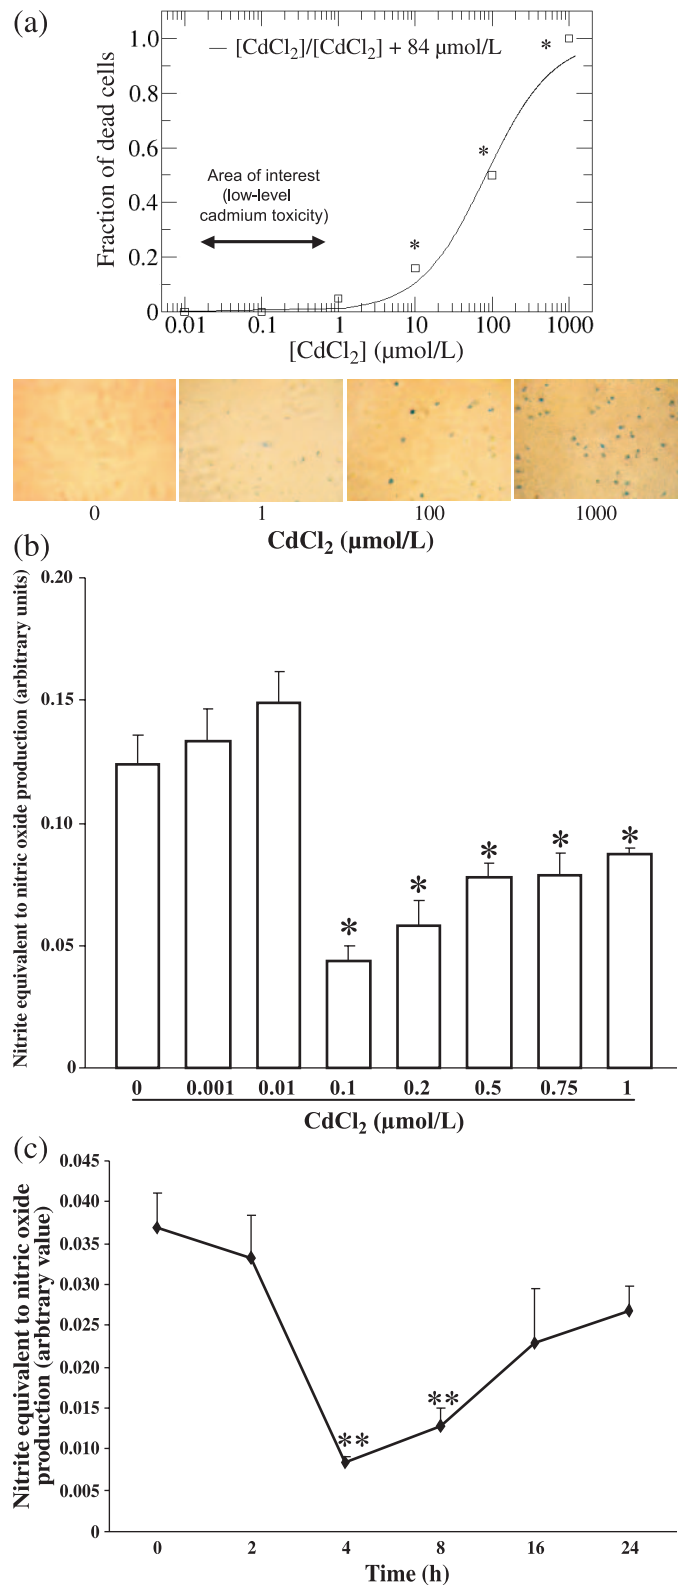 (a)
— [CdCl2]/[CdCl2] + 84 μmol/L
Fraction of dead cells
1.0
0.8
0.6
0.4
0.2
0
Area of interest
(low-level
cadmium toxicity)
*
*
*
0.01 0.1 1 10 100 1000
[CdCl2] (μmol/L)
0 1 100 1000
CdCl2 (μmol/L)
(b)
Nitrite equivalent to nitric oxide production (arbitrary units)
0.20
0.15
0.10
0.05
0
* * * * *
0 0.001 0.01 0.1 0.2 0.5 0.75 1
CdCl2 (μmol/L)
(c)
Nitrite equivalent to nitric oxide
production (arbtrary value)
0.045
0.040
0.035
0.030
0.025
0.020
0.015
0.010
0.005
0
**
**
0 2 4 8 16 24
Time (h)